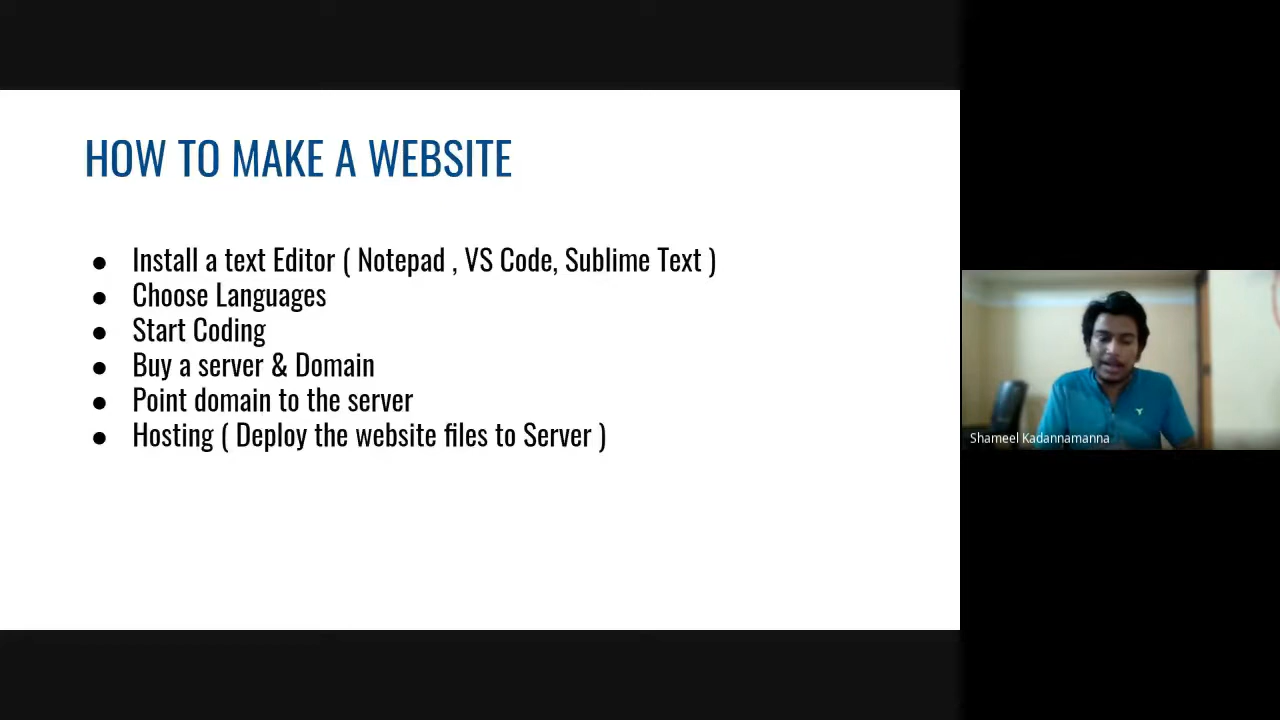 HOW TO MAKE A WEBSITE
● Install a text Editor ( Notepad , VS Code, Sublime Text )
● Choose Languages
● Start Coding
● Buy a server & Domain
● Point domain to the server
● Hosting ( Deploy the website files to Server )
Shameel Kadannamanna